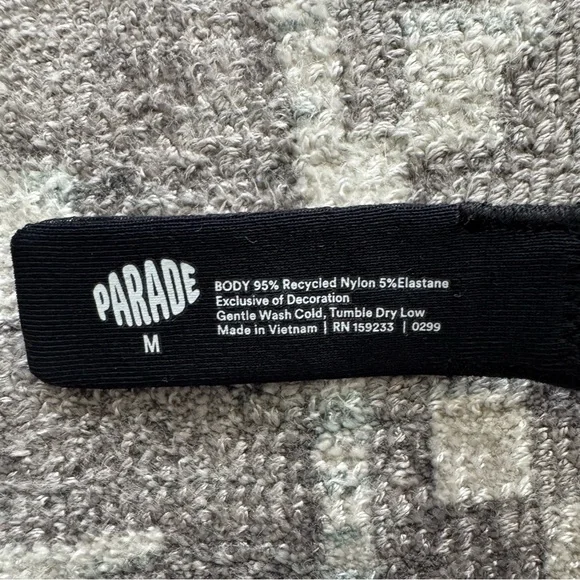 PARADE
M
BODY 95% Recycled Nylon 5%Elastane
Exclusive of Decoration
Gentle Wash Cold, Tumble Dry Low
Made in Vietnam | RN 159233 | 0299